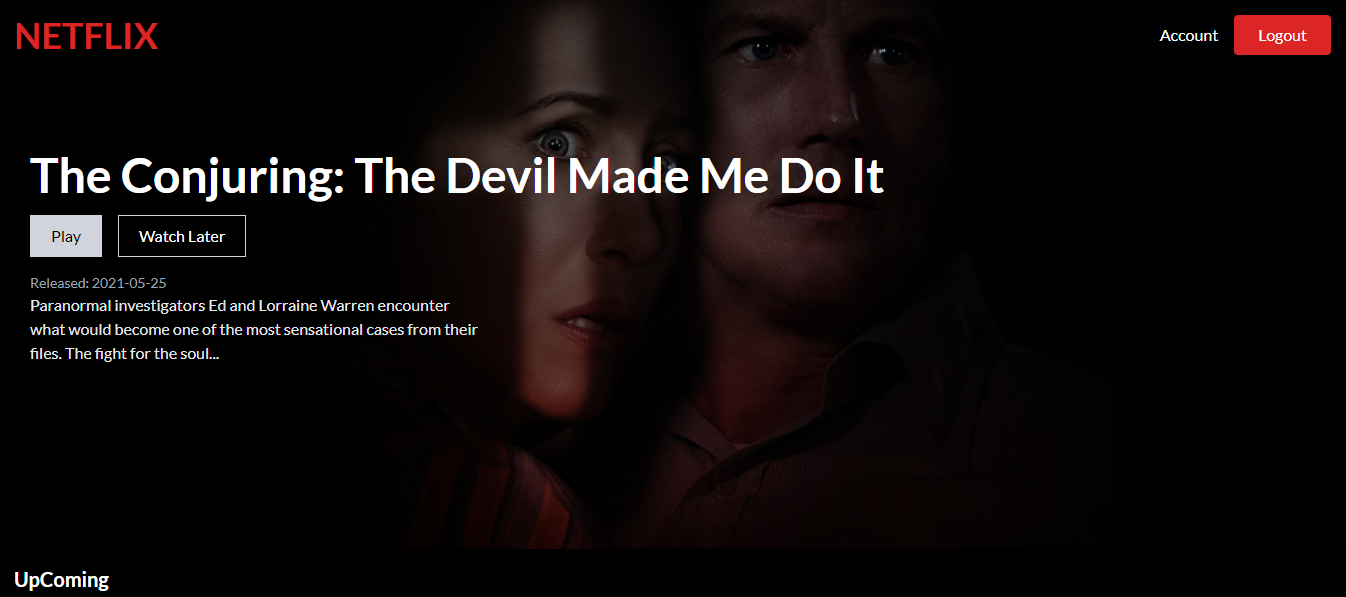 NETFLIX
Account
Logout
The Conjuring: The Devil Made Me Do It
Play
Watch Later
Released: 2021-05-25
Paranormal investigators Ed and Lorraine Warren encounter
what would become one of the most sensational cases from their
files. The fight for the soul...
UpComing